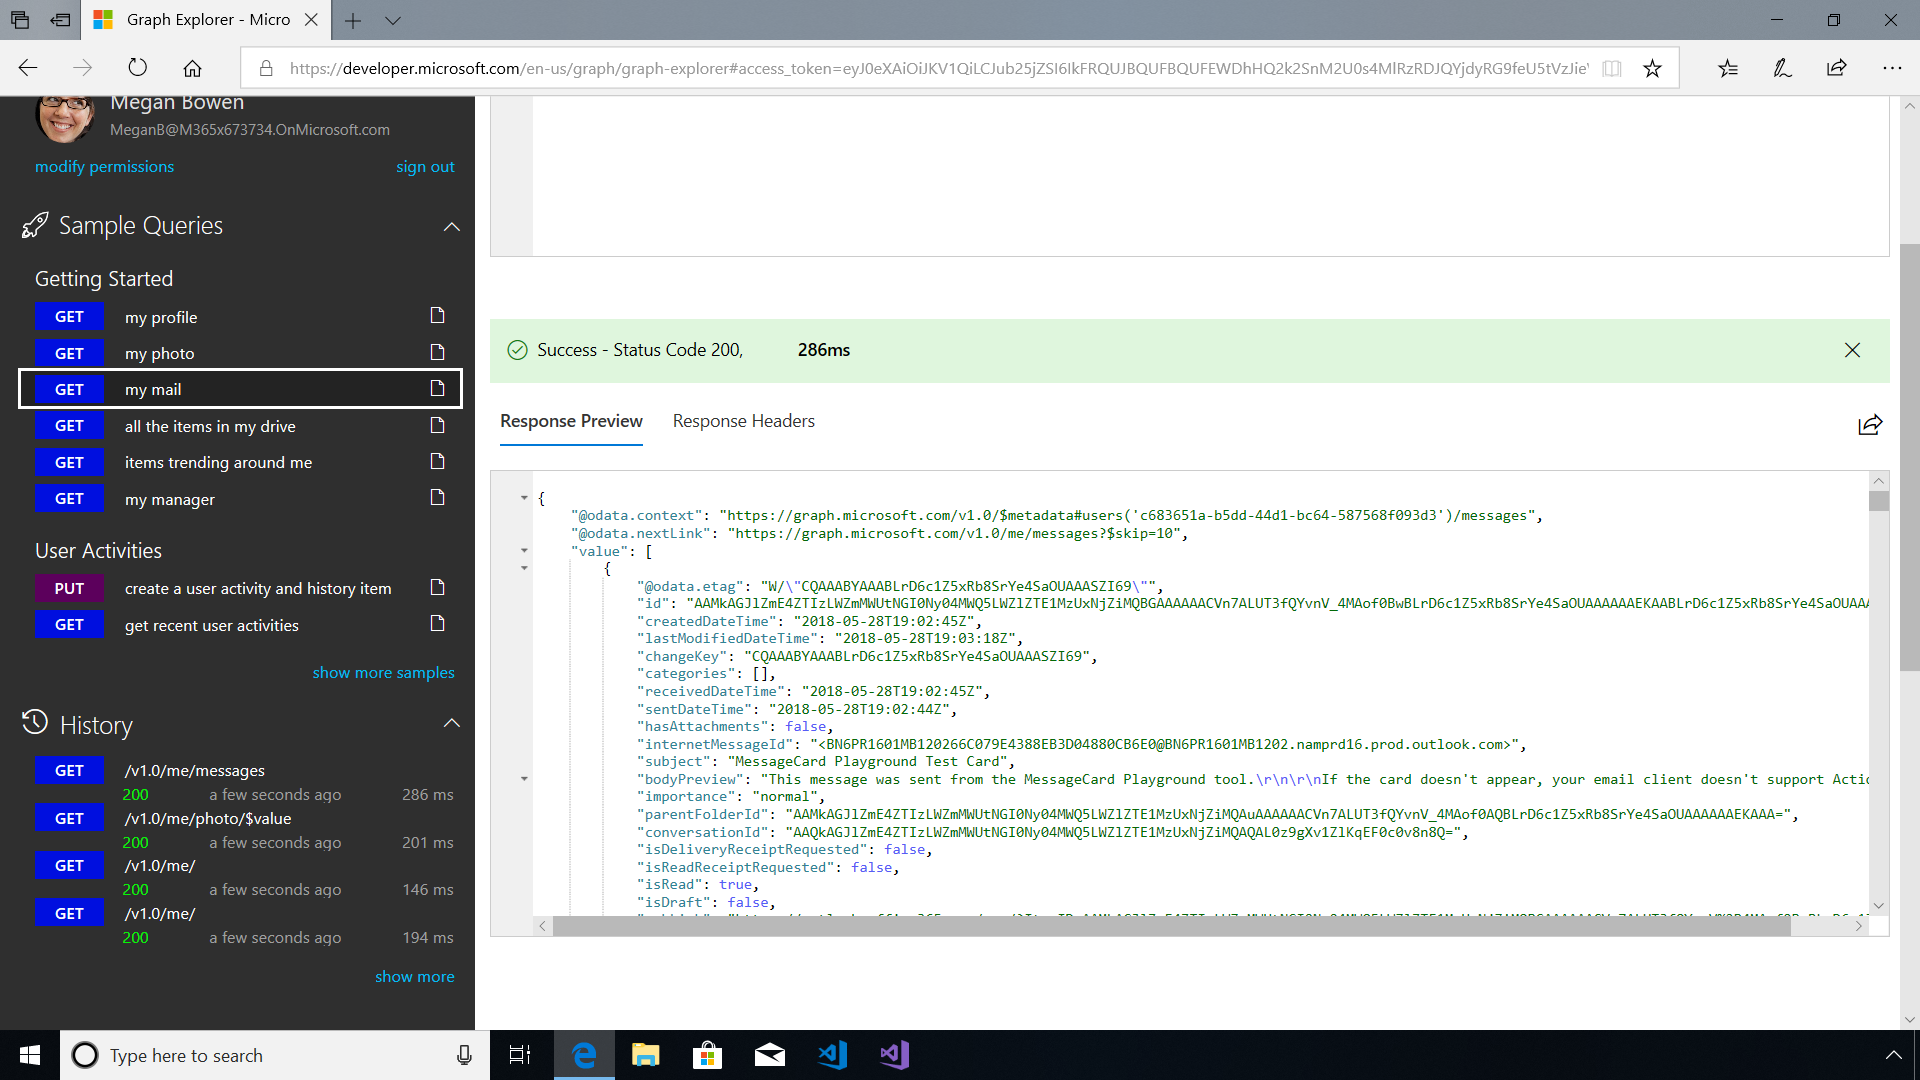 Graph Explorer - Micro
https://developer.microsoft.com/en-us/graph/graph-explorer#access_token=eyJ0eXAiOiJKV1QiLCJub25jZSI6IkFRQUJBQUFBQUFEWDhHQ2k2SnM2U0s4MlRzRDJQYjdyRG9feU5tVzJie
Megan Bowen
MeganB@M365x673734.OnMicrosoft.com
modify permissions sign out
Sample Queries
Getting Started
GET my profile
GET my photo
GET my mail
GET all the items in my drive
GET items trending around me
GET my manager
User Activities
PUT create a user activity and history item
GET get recent user activities
show more samples
History
GET /v1.0/me/messages
200 a few seconds ago 286 ms
GET /v1.0/me/photo/$value
200 a few seconds ago 201 ms
GET /v1.0/me/
200 a few seconds ago 146 ms
GET /v1.0/me/
200 a few seconds ago 194 ms
show more
Success - Status Code 200, 286ms
Response Preview Response Headers
{
"@odata.context": "https://graph.microsoft.com/v1.0/$metadata#users('c683651a-b5dd-44d1-bc64-587568f093d3')/messages",
"@odata.nextLink": "https://graph.microsoft.com/v1.0/me/messages?$skip=10",
"value": [
{
"@odata.etag": "W/\"CQAAABYAAABLrD6c1Z5xRb8SrYe4SaOUAAASZI69\"",
"id": "AAMkAGJlZmE4ZTIzLWZmMWUtNGI0Ny04MWQ5LWZlZTE1MzUxNjZiMQBGAAAAAACVn7ALUT3fQYvnV_4MAof0BwBLrD6c1Z5xRb8SrYe4SaOUAAAAAAEKAABLrD6c1Z5xRb8SrYe4SaOUAAA
"createdDateTime": "2018-05-28T19:02:45Z",
"lastModifiedDateTime": "2018-05-28T19:03:18Z",
"changeKey": "CQAAABYAAABLrD6c1Z5xRb8SrYe4SaOUAAASZI69",
"categories": [],
"receivedDateTime": "2018-05-28T19:02:45Z",
"sentDateTime": "2018-05-28T19:02:44Z",
"hasAttachments": false,
"internetMessageId": "<BN6PR1601MB120266C079E4388EB3D04880CB6E0@BN6PR1601MB1202.namprd16.prod.outlook.com>",
"subject": "MessageCard Playground Test Card",
"bodyPreview": "This message was sent from the MessageCard Playground tool.\r\n\r\nIf the card doesn't appear, your email client doesn't support Actio
"importance": "normal",
"parentFolderId": "AAMkAGJlZmE4ZTIzLWZmMWUtNGI0Ny04MWQ5LWZlZTE1MzUxNjZiMQAuAAAAAACVn7ALUT3fQYvnV_4MAof0AQBLrD6c1Z5xRb8SrYe4SaOUAAAAAAEKAAA=",
"conversationId": "AAQkAGJlZmE4ZTIzLWZmMWUtNGI0Ny04MWQ5LWZlZTE1MzUxNjZiMQAQAL0z9gXv1ZlKqEF0c0v8n8Q=",
"isDeliveryReceiptRequested": false,
"isReadReceiptRequested": false,
"isRead": true,
"isDraft": false,
Type here to search